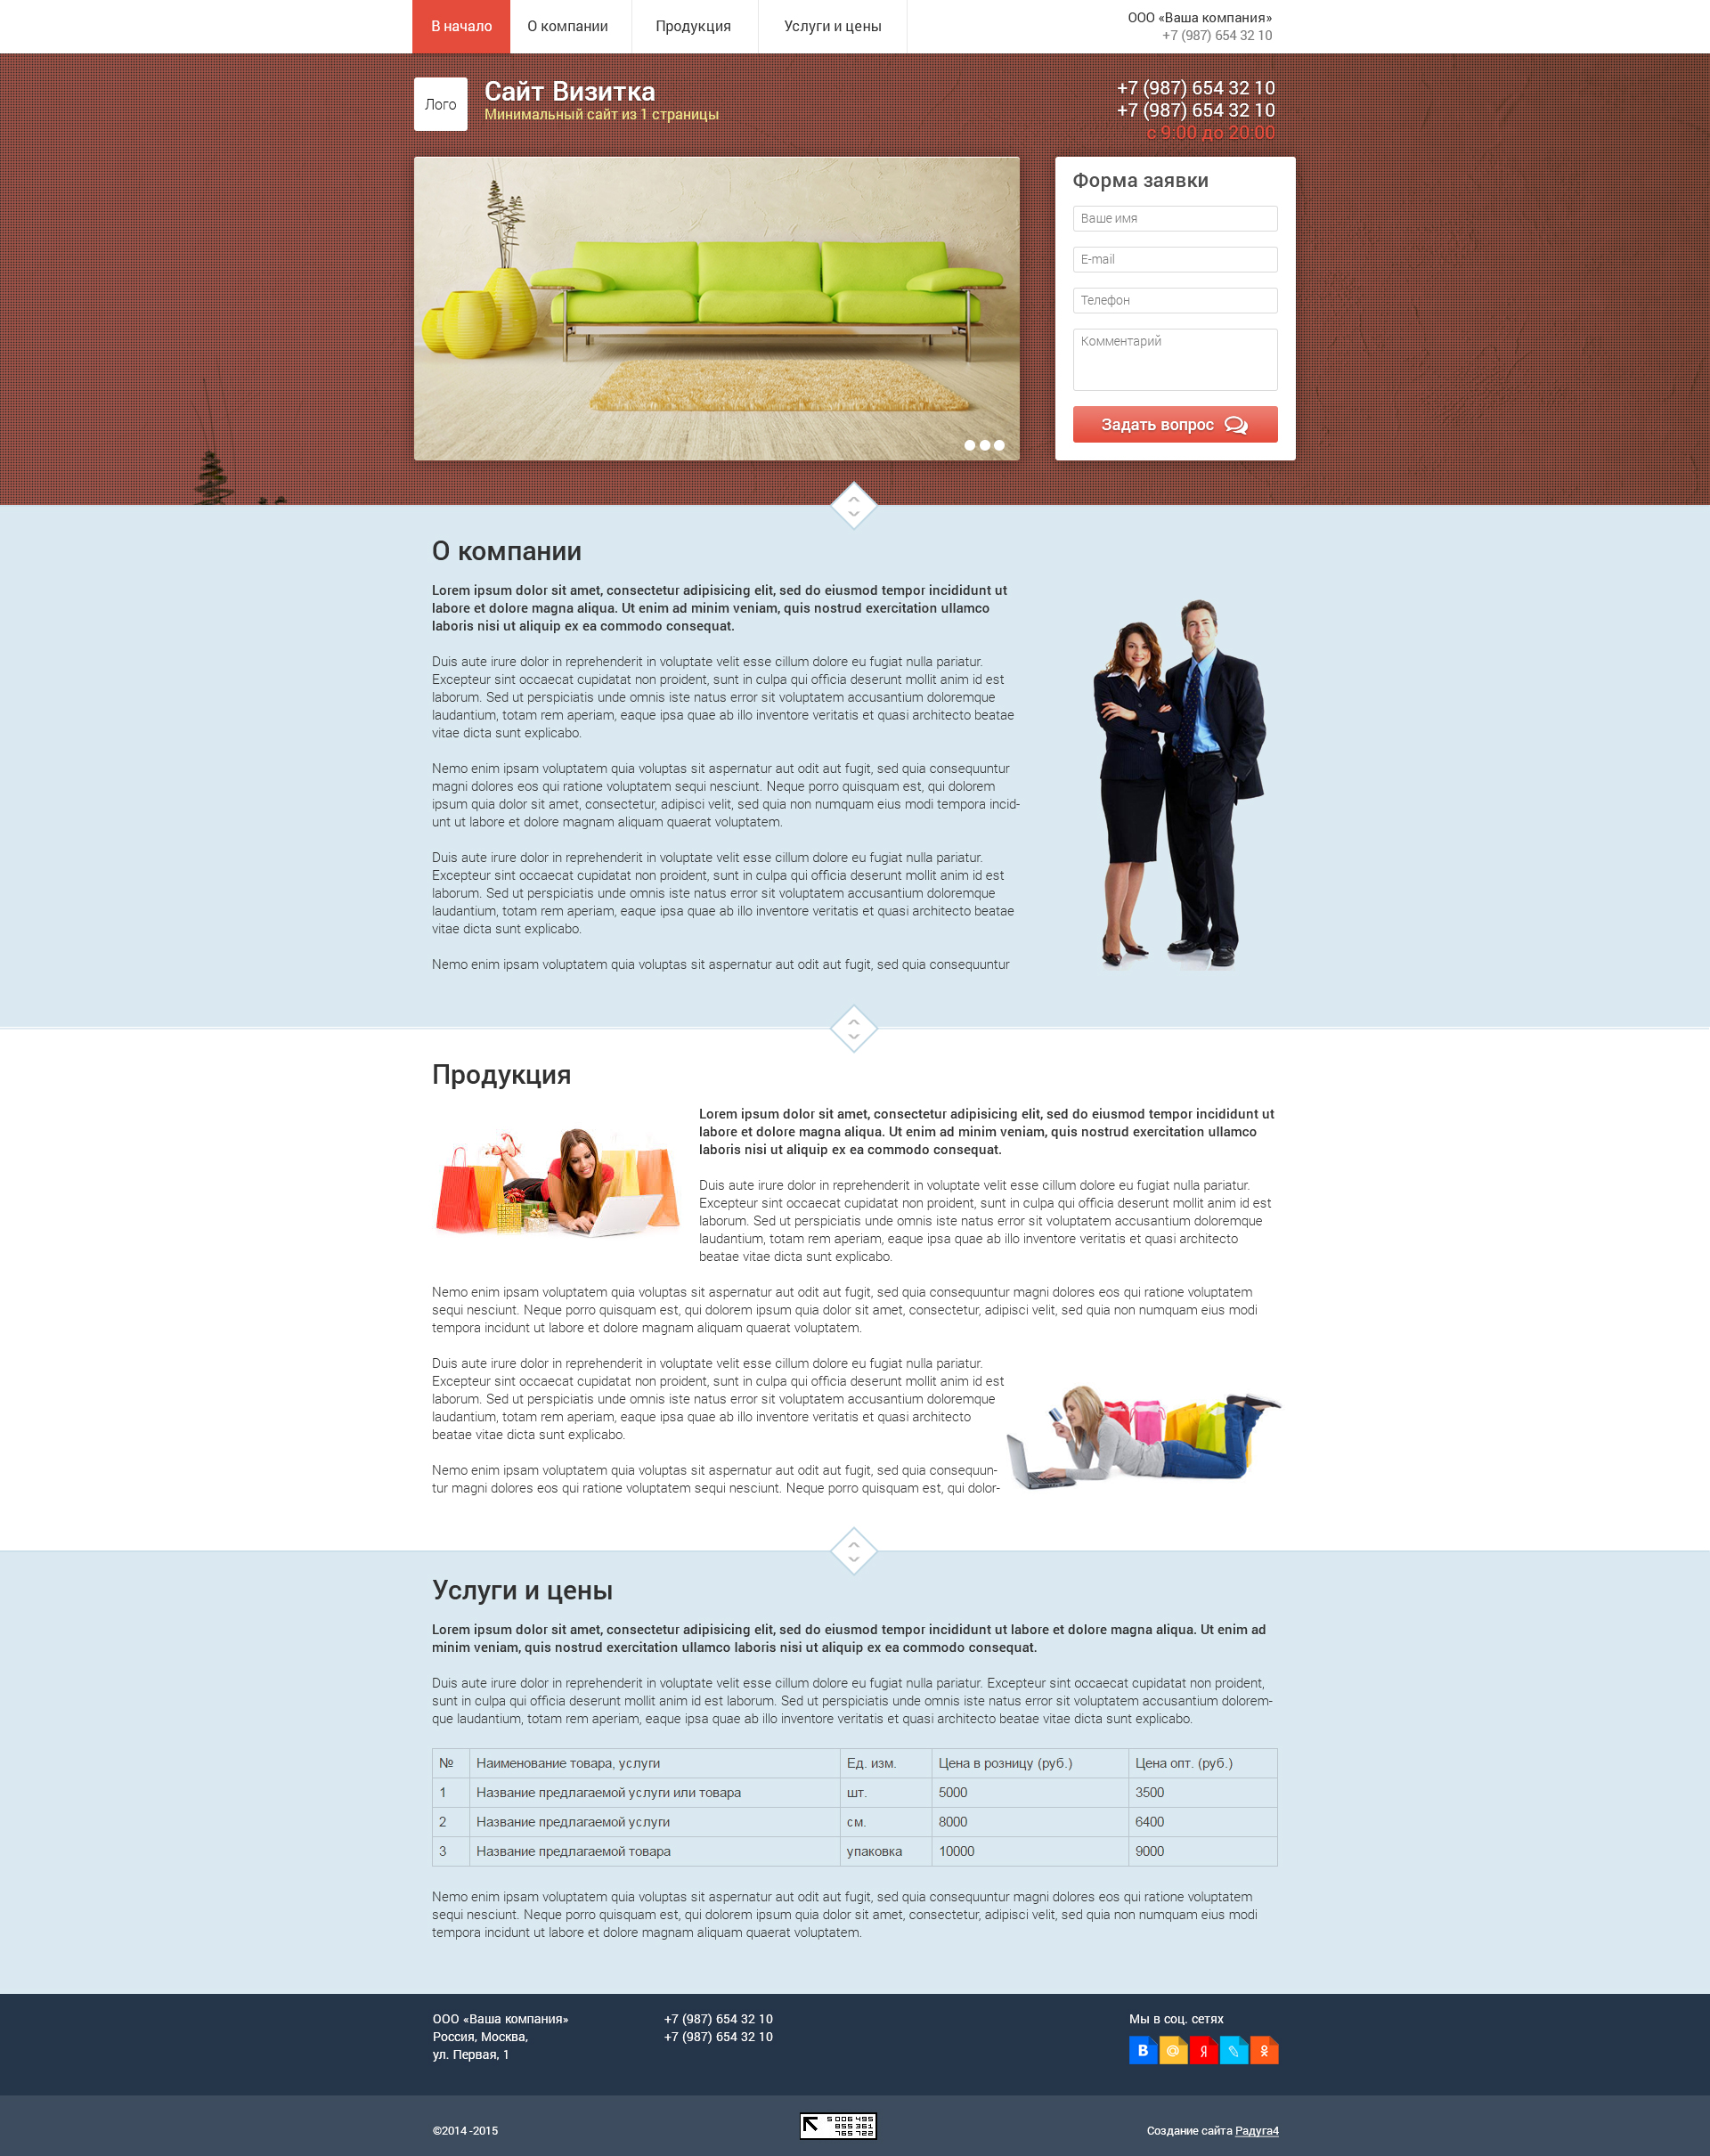 В начало
О компании
Продукция
Услуги и цены
ООО «Ваша компания»
+7 (987) 654 32 10
Лого
Сайт Визитка
Минимальный сайт из 1 страницы
+7 (987) 654 32 10
+7 (987) 654 32 10
с 9:00 до 20:00
Форма заявки
Ваше имя
E-mail
Телефон
Комментарий
Задать вопрос
О компании
Lorem ipsum dolor sit amet, consectetur adipisicing elit, sed do eiusmod tempor incididunt ut
labore et dolore magna aliqua. Ut enim ad minim veniam, quis nostrud exercitation ullamco
laboris nisi ut aliquip ex ea commodo consequat.
Duis aute irure dolor in reprehenderit in voluptate velit esse cillum dolore eu fugiat nulla pariatur.
Excepteur sint occaecat cupidatat non proident, sunt in culpa qui officia deserunt mollit anim id est
laborum. Sed ut perspiciatis unde omnis iste natus error sit voluptatem accusantium doloremque
laudantium, totam rem aperiam, eaque ipsa quae ab illo inventore veritatis et quasi architecto beatae
vitae dicta sunt explicabo.
Nemo enim ipsam voluptatem quia voluptas sit aspernatur aut odit aut fugit, sed quia consequuntur
magni dolores eos qui ratione voluptatem sequi nesciunt. Neque porro quisquam est, qui dolorem
ipsum quia dolor sit amet, consectetur, adipisci velit, sed quia non numquam eius modi tempora incid-
unt ut labore et dolore magnam aliquam quaerat voluptatem.
Duis aute irure dolor in reprehenderit in voluptate velit esse cillum dolore eu fugiat nulla pariatur.
Excepteur sint occaecat cupidatat non proident, sunt in culpa qui officia deserunt mollit anim id est
laborum. Sed ut perspiciatis unde omnis iste natus error sit voluptatem accusantium doloremque
laudantium, totam rem aperiam, eaque ipsa quae ab illo inventore veritatis et quasi architecto beatae
vitae dicta sunt explicabo.
Nemo enim ipsam voluptatem quia voluptas sit aspernatur aut odit aut fugit, sed quia consequuntur
Продукция
Lorem ipsum dolor sit amet, consectetur adipisicing elit, sed do eiusmod tempor incididunt ut
labore et dolore magna aliqua. Ut enim ad minim veniam, quis nostrud exercitation ullamco
laboris nisi ut aliquip ex ea commodo consequat.
Duis aute irure dolor in reprehenderit in voluptate velit esse cillum dolore eu fugiat nulla pariatur.
Excepteur sint occaecat cupidatat non proident, sunt in culpa qui officia deserunt mollit anim id est
laborum. Sed ut perspiciatis unde omnis iste natus error sit voluptatem accusantium doloremque
laudantium, totam rem aperiam, eaque ipsa quae ab illo inventore veritatis et quasi architecto
beatae vitae dicta sunt explicabo.
Nemo enim ipsam voluptatem quia voluptas sit aspernatur aut odit aut fugit, sed quia consequuntur magni dolores eos qui ratione voluptatem
sequi nesciunt. Neque porro quisquam est, qui dolorem ipsum quia dolor sit amet, consectetur, adipisci velit, sed quia non numquam eius modi
tempora incidunt ut labore et dolore magnam aliquam quaerat voluptatem.
Duis aute irure dolor in reprehenderit in voluptate velit esse cillum dolore eu fugiat nulla pariatur.
Excepteur sint occaecat cupidatat non proident, sunt in culpa qui officia deserunt mollit anim id est
laborum. Sed ut perspiciatis unde omnis iste natus error sit voluptatem accusantium doloremque
laudantium, totam rem aperiam, eaque ipsa quae ab illo inventore veritatis et quasi architecto
beatae vitae dicta sunt explicabo.
Nemo enim ipsam voluptatem quia voluptas sit aspernatur aut odit aut fugit, sed quia consequun-
tur magni dolores eos qui ratione voluptatem sequi nesciunt. Neque porro quisquam est, qui dolor-
Услуги и цены
Lorem ipsum dolor sit amet, consectetur adipisicing elit, sed do eiusmod tempor incididunt ut labore et dolore magna aliqua. Ut enim ad
minim veniam, quis nostrud exercitation ullamco laboris nisi ut aliquip ex ea commodo consequat.
Duis aute irure dolor in reprehenderit in voluptate velit esse cillum dolore eu fugiat nulla pariatur. Excepteur sint occaecat cupidatat non proident,
sunt in culpa qui officia deserunt mollit anim id est laborum. Sed ut perspiciatis unde omnis iste natus error sit voluptatem accusantium dolorem-
que laudantium, totam rem aperiam, eaque ipsa quae ab illo inventore veritatis et quasi architecto beatae vitae dicta sunt explicabo.
№ Наименование товара, услуги Ед. изм. Цена в розницу (руб.) Цена опт. (руб.)
1 Название предлагаемой услуги или товара шт. 5000 3500
2 Название предлагаемой услуги см. 8000 6400
3 Название предлагаемой товара упаковка 10000 9000
Nemo enim ipsam voluptatem quia voluptas sit aspernatur aut odit aut fugit, sed quia consequuntur magni dolores eos qui ratione voluptatem
sequi nesciunt. Neque porro quisquam est, qui dolorem ipsum quia dolor sit amet, consectetur, adipisci velit, sed quia non numquam eius modi
tempora incidunt ut labore et dolore magnam aliquam quaerat voluptatem.
ООО «Ваша компания»
Россия, Москва,
ул. Первая, 1
+7 (987) 654 32 10
+7 (987) 654 32 10
Мы в соц. сетях
В @ Я
©2014 -2015
5 006 495
855 361
765 722
Создание сайта Радуга4